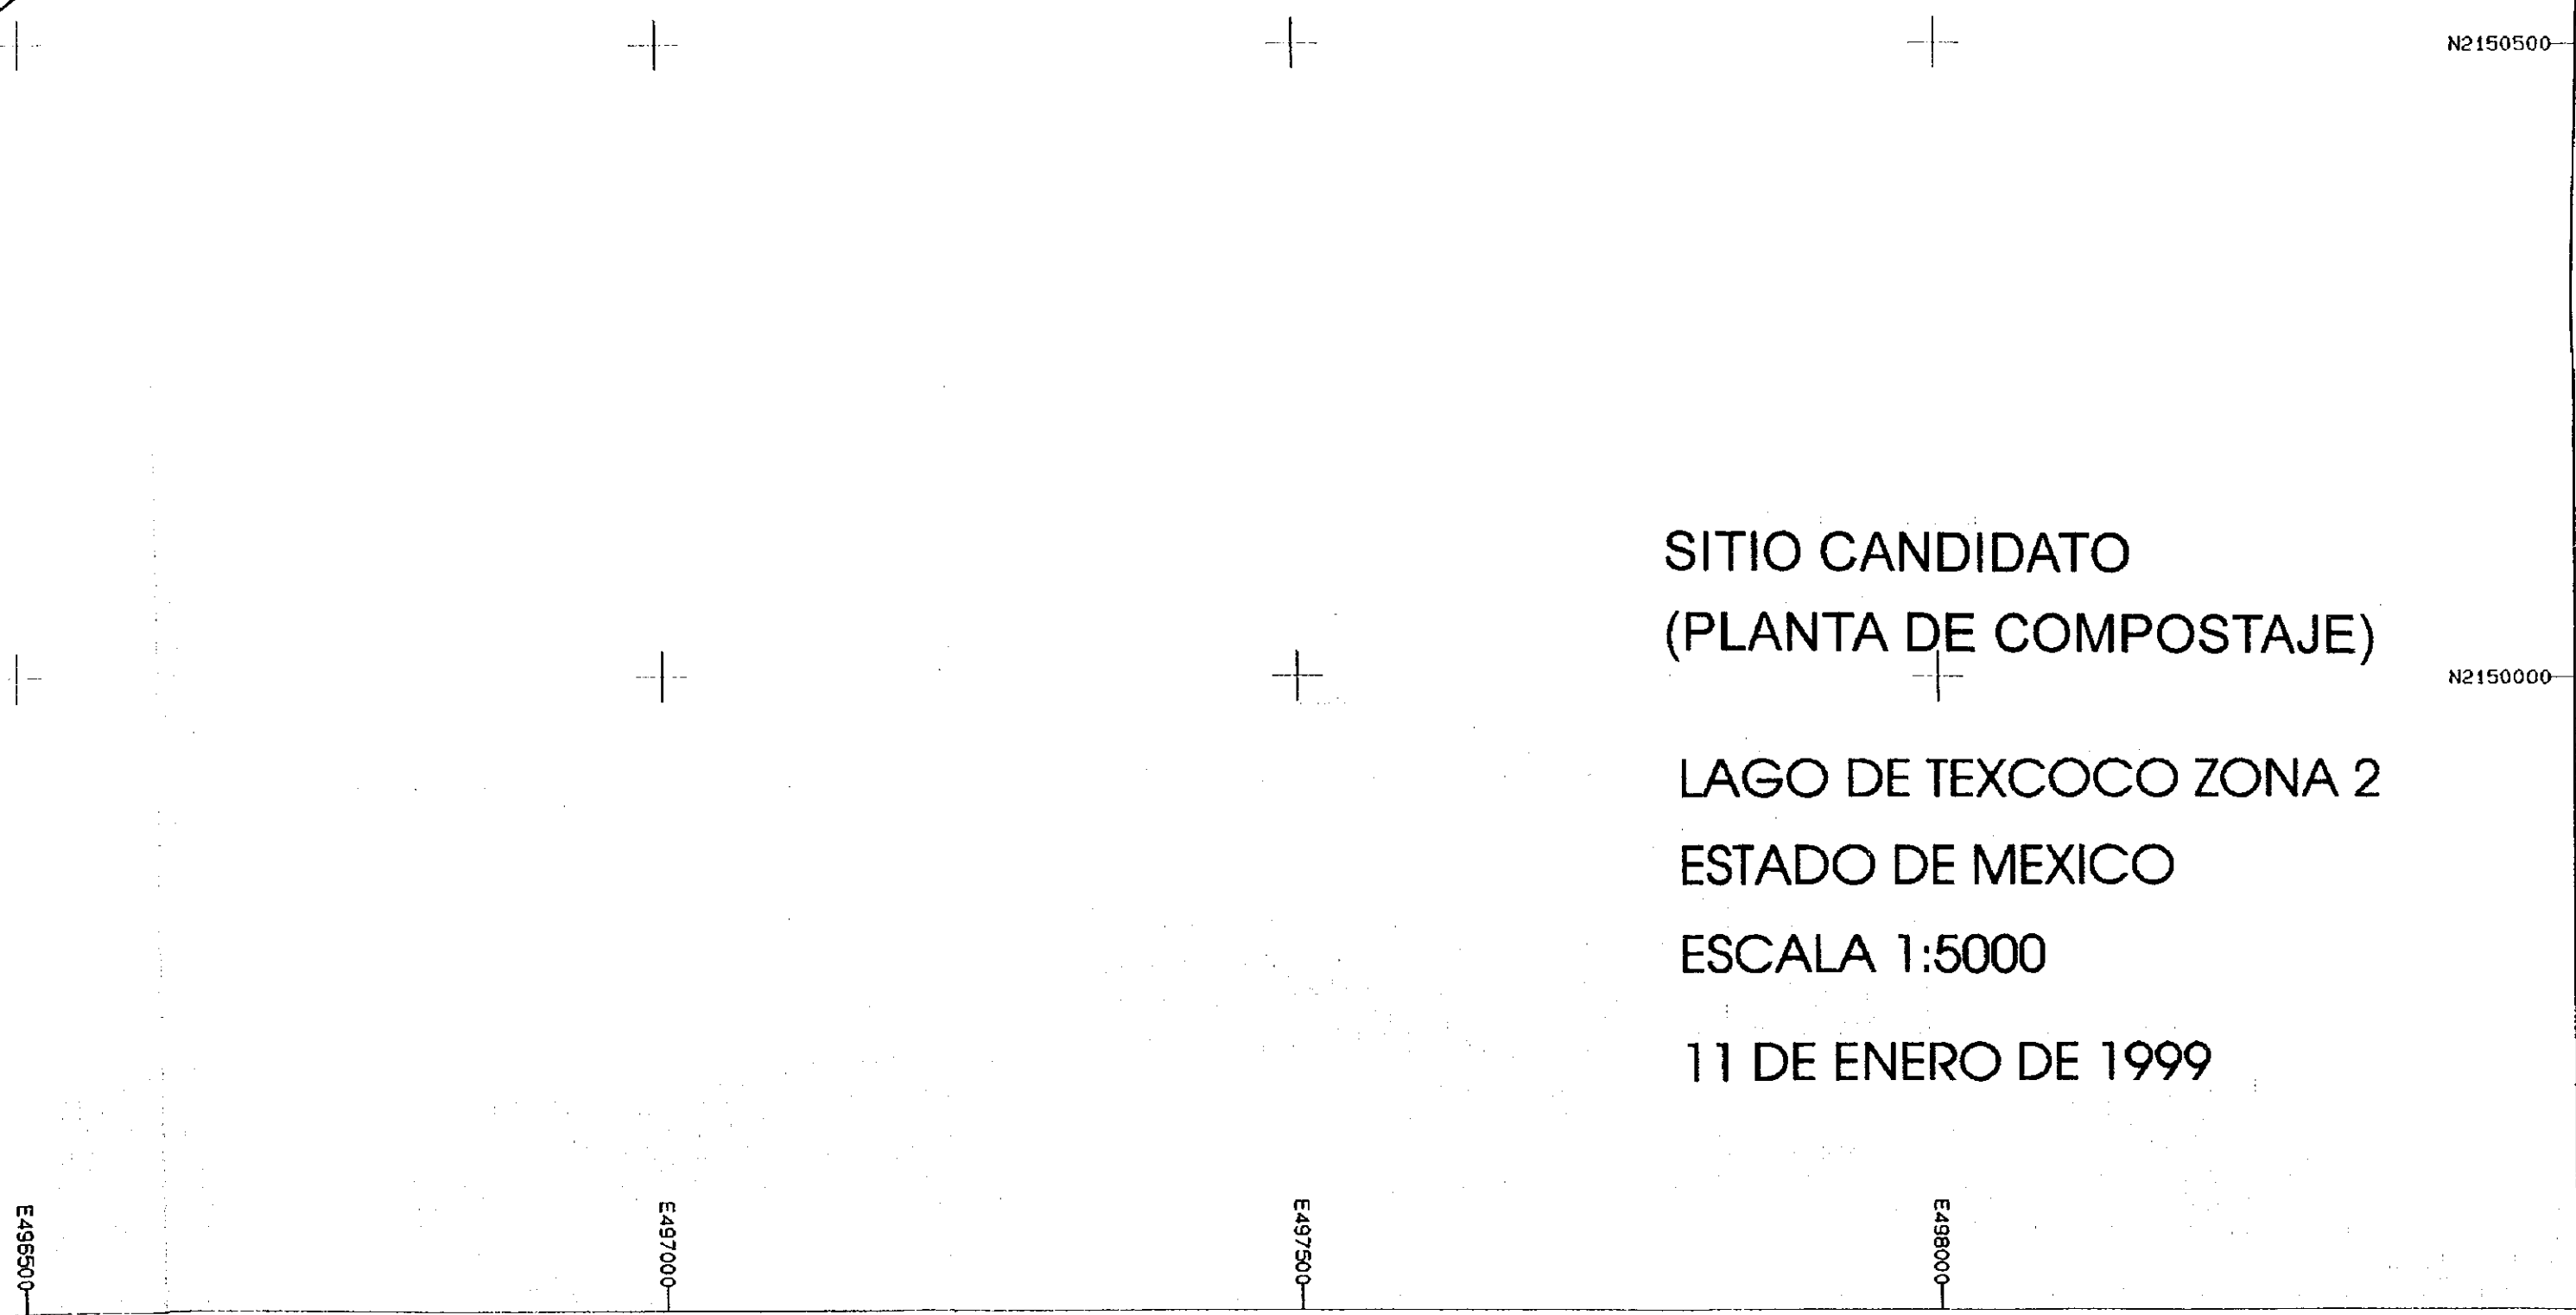 N2150500
SITIO CANDIDATO
(PLANTA DE COMPOSTAJE)
N2150000
LAGO DE TEXCOCO ZONA 2
ESTADO DE MEXICO
ESCALA 1:5000
11 DE ENERO DE 1999
E496500
E497000
E497500
E498000